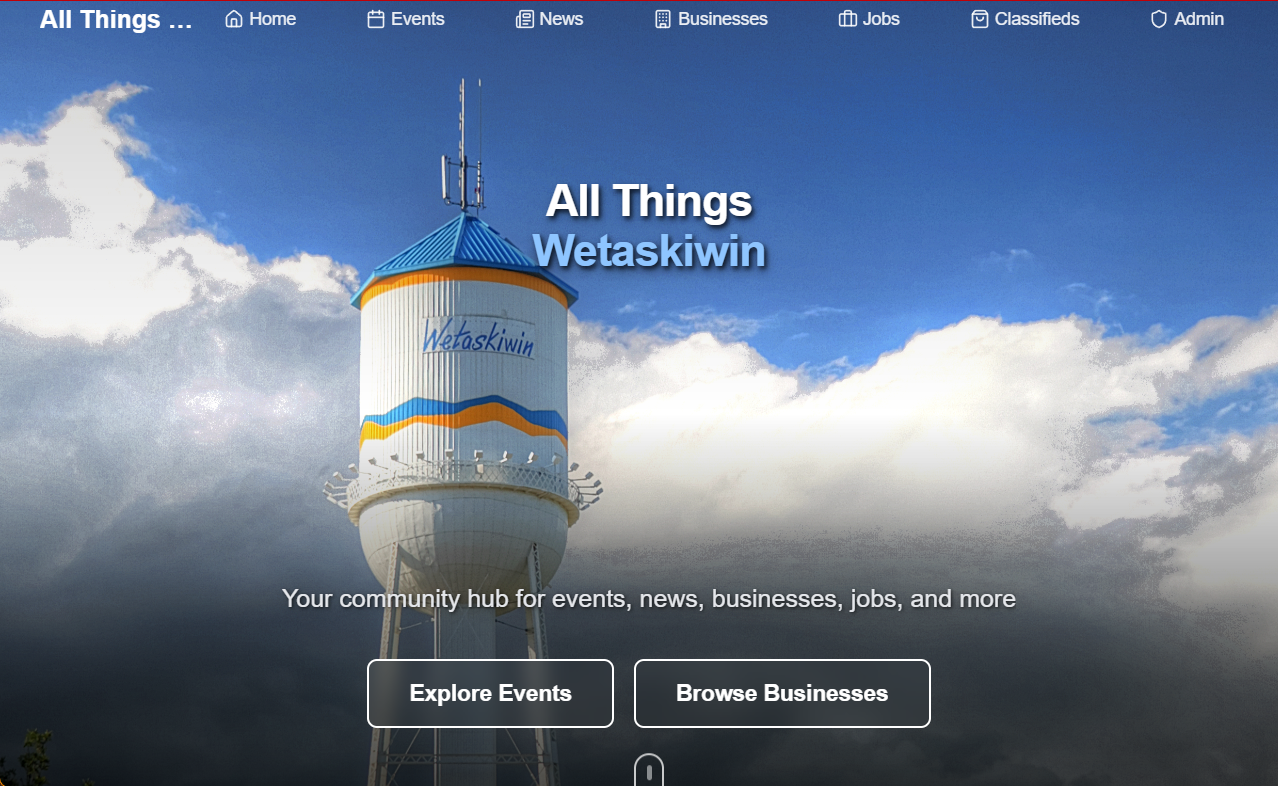 All Things ...
Home
Events
News
Businesses
Jobs
Classifieds
Admin
All Things
Wetaskiwin
Wetaskiwin
Your community hub for events, news, businesses, jobs, and more
Explore Events
Browse Businesses